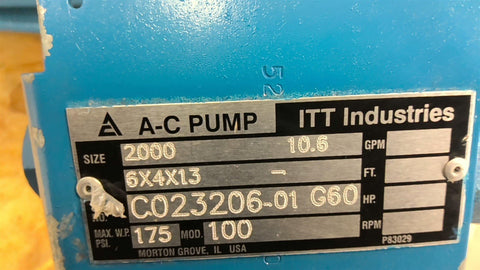 52
A-C PUMP ITT Industries
SIZE 2000 10.6 GPM
6X4X13 - FT.
NO. C023206-01 G60 HP.
MAX. W.P. PSI. 175 MOD. 100 RPM
MORTON GROVE, IL USA P83029